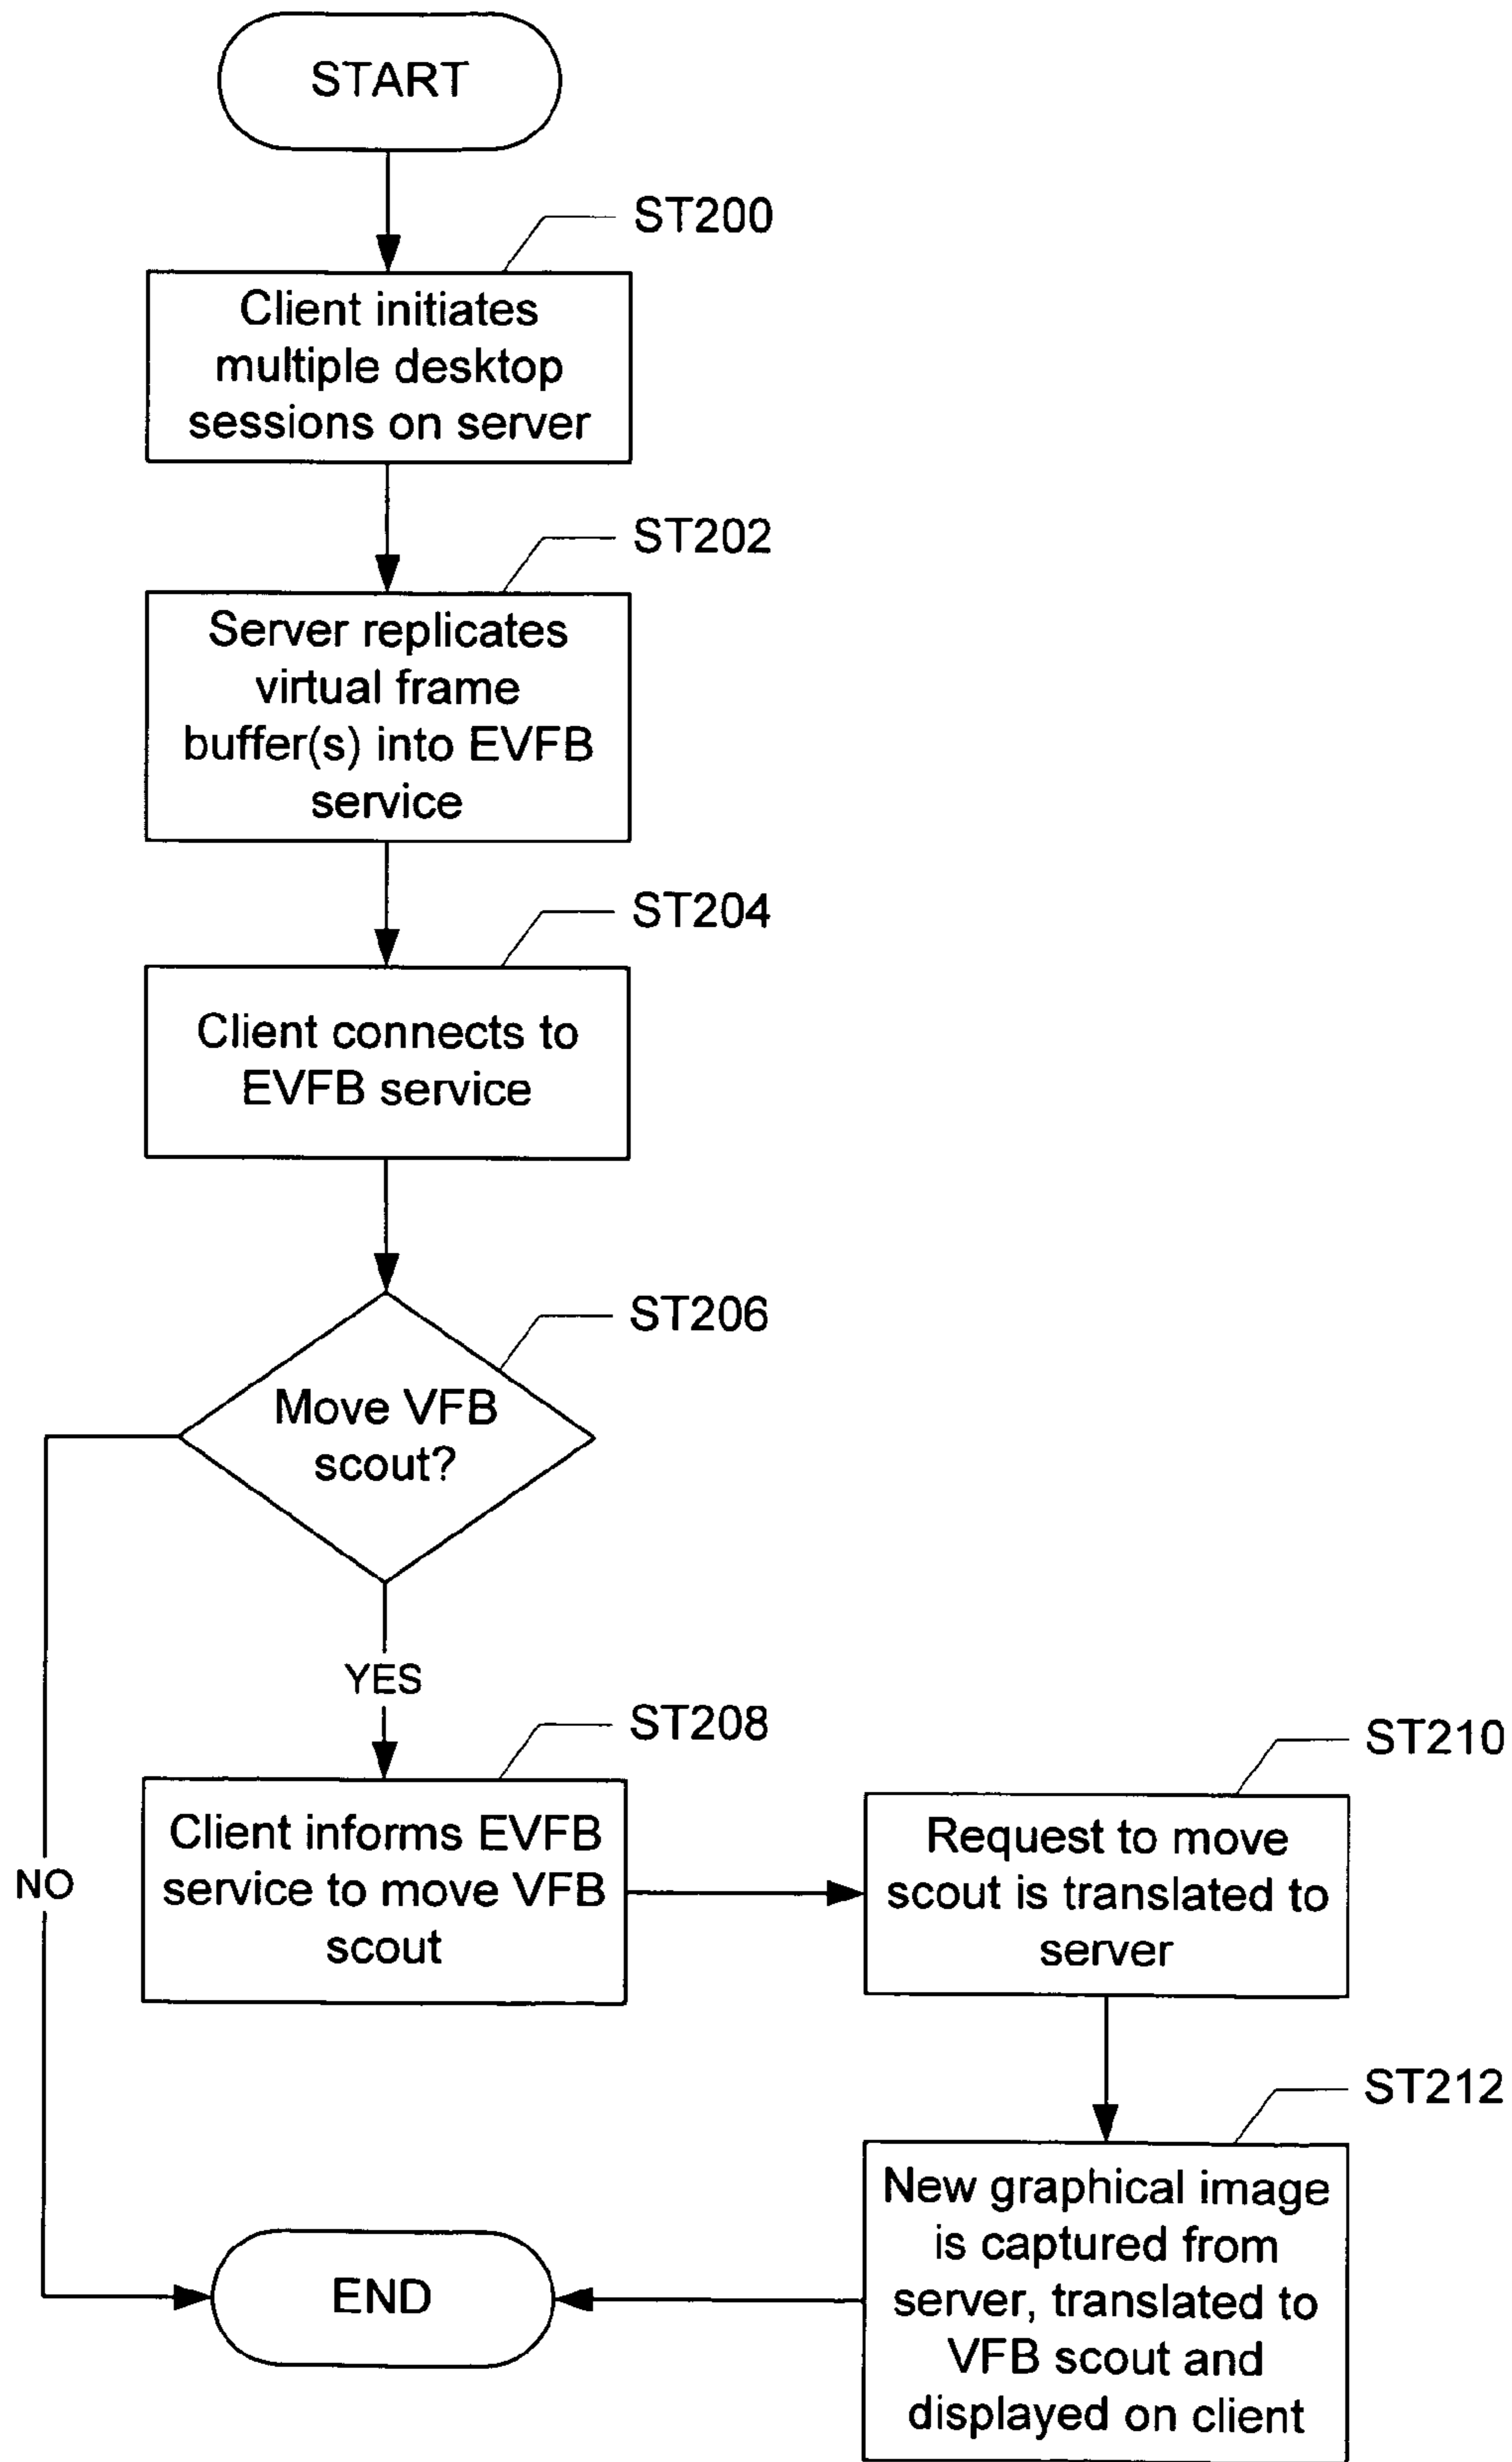 START
ST200
Client initiates
multiple desktop
sessions on server
ST202
Server replicates
virtual frame
buffer(s) into EVFB
service
ST204
Client connects to
EVFB service
ST206
Move VFB
scout?
YES
NO
ST208
Client informs EVFB
service to move VFB
scout
ST210
Request to move
scout is translated to
server
ST212
New graphical image
is captured from
server, translated to
VFB scout and
displayed on client
END